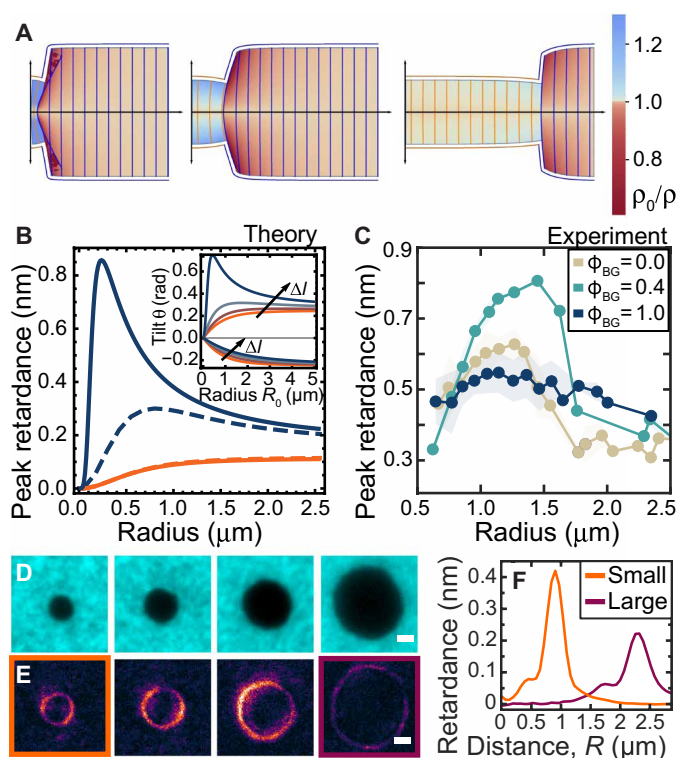 A
1.2
1.0
0.8
ρ₀/ρ
B
Theory
Peak retardance (nm)
0.8
0.6
0.4
0.2
0.0
0.0
0.5
1.0
1.5
2.0
2.5
Radius (μm)
Tilt θ (rad)
0.6
0.4
0.2
0.0
−0.2
0
1
2
3
4
5
Radius R₀ (μm)
ΔI
ΔI
C
Experiment
Peak retardance (nm)
0.9
0.7
0.5
0.3
0.5
1.0
1.5
2.0
2.5
Radius (μm)
ΦBG = 0.0
ΦBG = 0.4
ΦBG = 1.0
D
E
F
Retardance (nm)
0.4
0.3
0.2
0.1
0
0
0.5
1
1.5
2
2.5
Distance, R (μm)
Small
Large